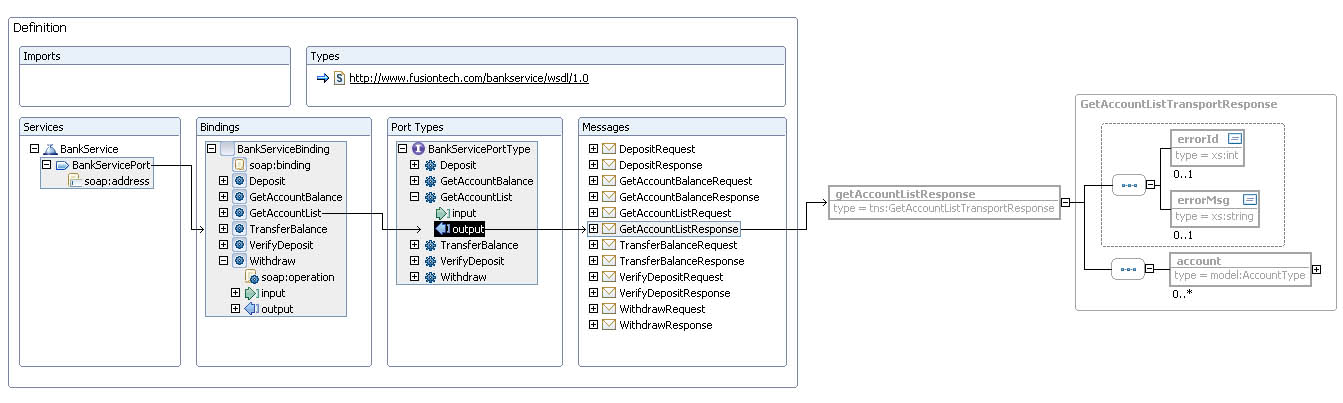 Definition
Imports
Types
http://www.fusiontech.com/bankservice/wsdl/1.0
Services
BankService
BankServicePort
soap:address
Bindings
BankServiceBinding
soap:binding
Deposit
GetAccountBalance
GetAccountList
TransferBalance
VerifyDeposit
Withdraw
soap:operation
input
output
Port Types
BankServicePortType
Deposit
GetAccountBalance
GetAccountList
input
output
TransferBalance
VerifyDeposit
Withdraw
Messages
DepositRequest
DepositResponse
GetAccountBalanceRequest
GetAccountBalanceResponse
GetAccountListRequest
GetAccountListResponse
TransferBalanceRequest
TransferBalanceResponse
VerifyDepositRequest
VerifyDepositResponse
WithdrawRequest
WithdrawResponse
getAccountListResponse
type = tns:GetAccountListTransportResponse
GetAccountListTransportResponse
errorId
type = xs:int
0..1
errorMsg
type = xs:string
0..1
account
type = model:AccountType
0..*